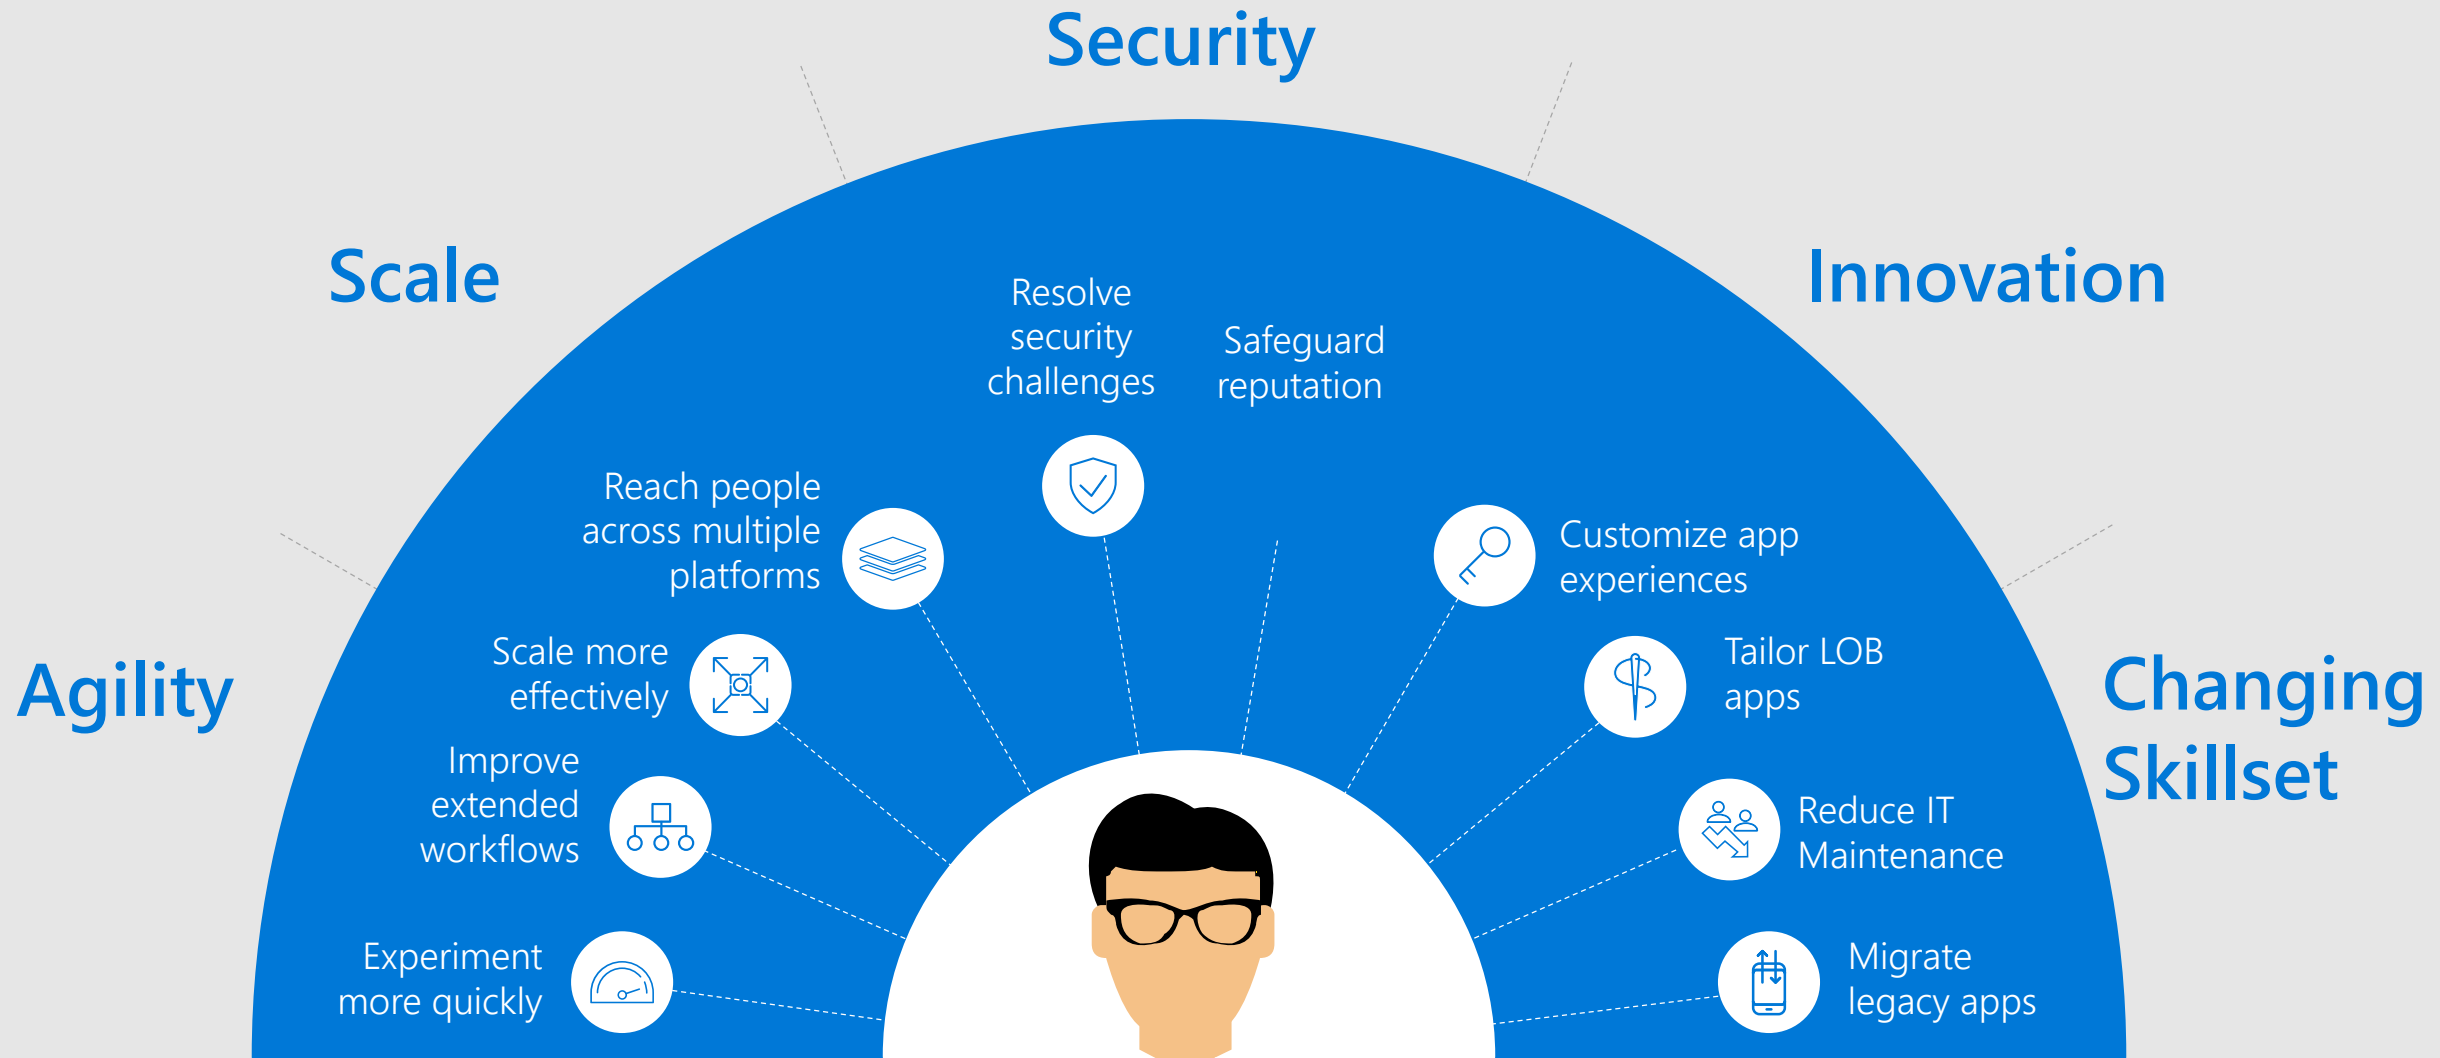 Security
Scale
Innovation
Agility
Changing
Skillset
Resolve
security
challenges
Safeguard
reputation
Reach people
across multiple
platforms
Customize app
experiences
Scale more
effectively
Tailor LOB
apps
Improve
extended
workflows
Reduce IT
Maintenance
Experiment
more quickly
Migrate
legacy apps